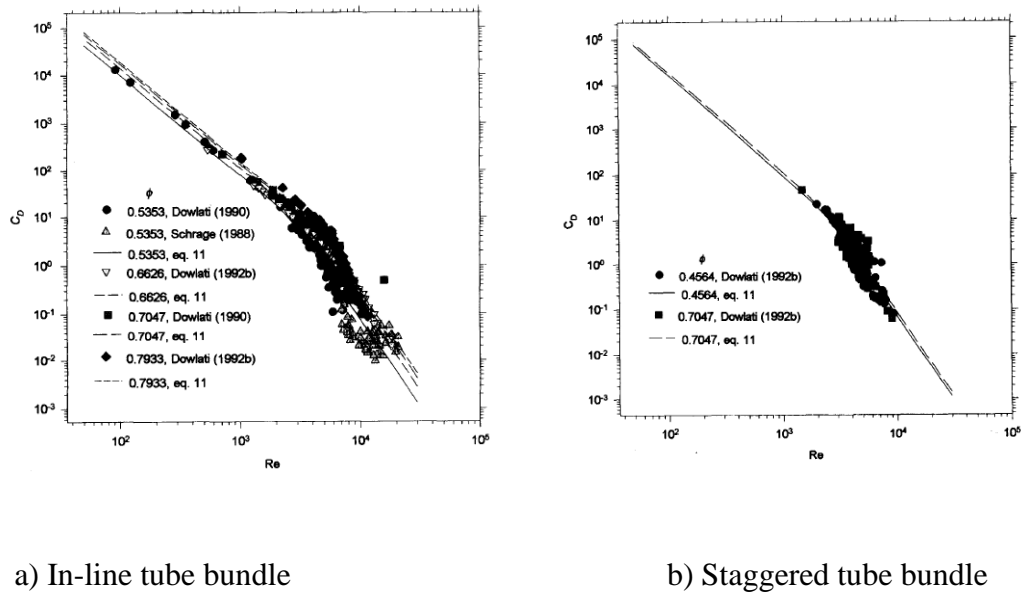 a)
10⁵
10⁴
10³
10²
10¹
10⁰
10⁻¹
10⁻²
10⁻³
C_D
ϕ
0.5353, Dowlati (1990)
0.5353, Schrage (1988)
0.5353, eq. 11
0.6626, Dowlati (1992b)
0.6626, eq. 11
0.7047, Dowlati (1990)
0.7047, eq. 11
0.7933, Dowlati (1992b)
0.7933, eq. 11
10² 10³ 10⁴ 10⁵
Re
b)
10⁵
10⁴
10³
10²
10¹
10⁰
10⁻¹
10⁻²
10⁻³
C_D
ϕ
0.4564, Dowlati (1992b)
0.4564, eq. 11
0.7047, Dowlati (1992b)
0.7047, eq. 11
10² 10³ 10⁴ 10⁵
Re
a) In-line tube bundle
b) Staggered tube bundle